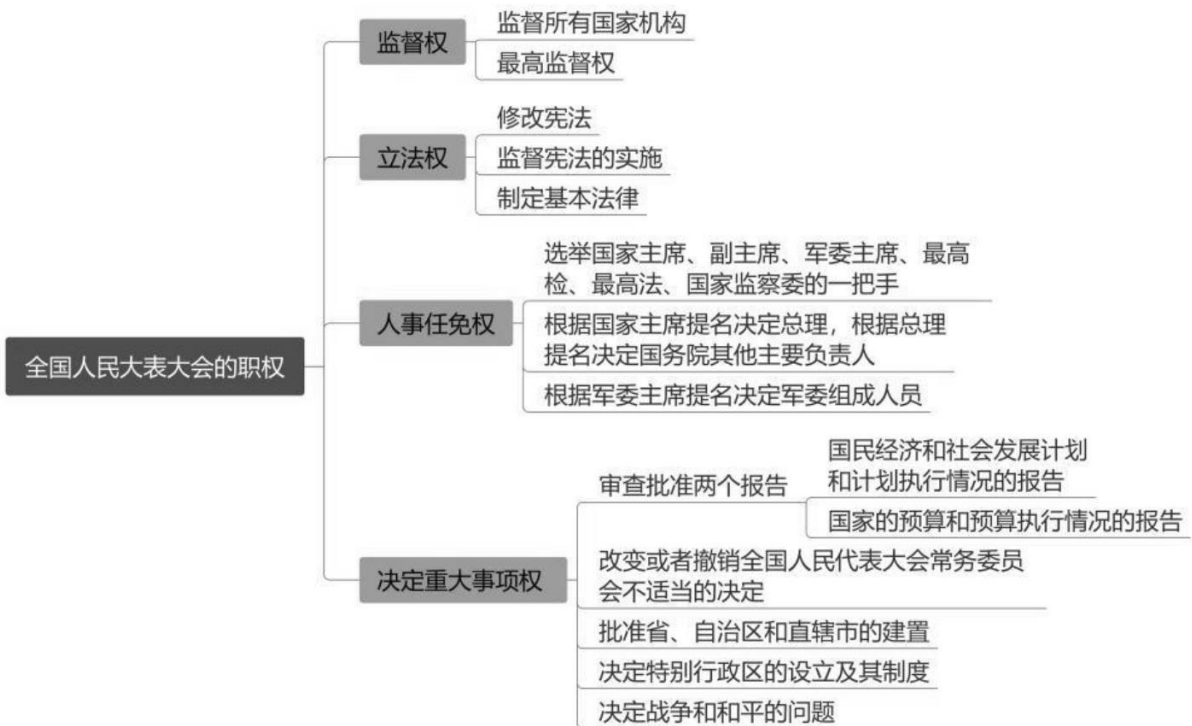 监督权
监督所有国家机构
最高监督权
立法权
修改宪法
监督宪法的实施
制定基本法律
全国人民大表大会的职权
人事任免权
选举国家主席、副主席、军委主席、最高
检、最高法、国家监察委的一把手
根据国家主席提名决定总理，根据总理
提名决定国务院其他主要负责人
根据军委主席提名决定军委组成人员
决定重大事项权
审查批准两个报告
国民经济和社会发展计划
和计划执行情况的报告
国家的预算和预算执行情况的报告
改变或者撤销全国人民代表大会常务委员
会不适当的决定
批准省、自治区和直辖市的建置
决定特别行政区的设立及其制度
决定战争和和平的问题